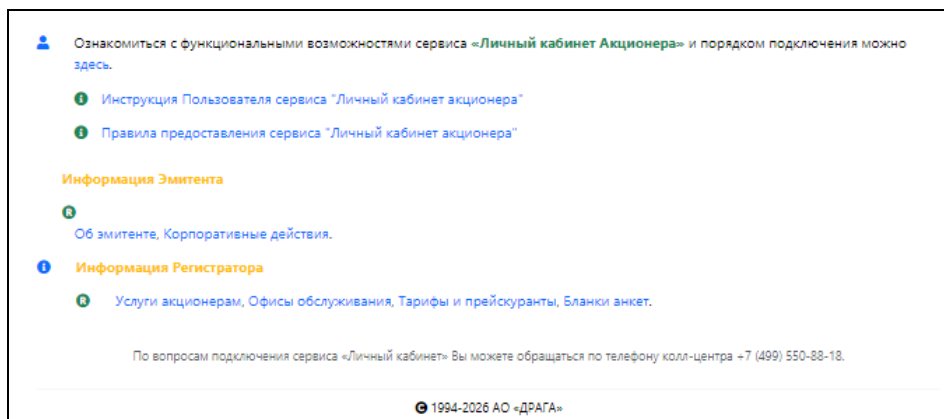 Ознакомиться с функциональными возможностями сервиса «Личный кабинет Акционера» и порядком подключения можно
здесь.
Инструкция Пользователя сервиса "Личный кабинет акционера"
Правила предоставления сервиса "Личный кабинет акционера"
Информация Эмитента
R
Об эмитенте, Корпоративные действия.
Информация Регистратора
R Услуги акционерам, Офисы обслуживания, Тарифы и прейскуранты, Бланки анкет.
По вопросам подключения сервиса «Личный кабинет» Вы можете обращаться по телефону колл-центра +7 (499) 550-88-18.
© 1994-2026 АО «ДРАГА»